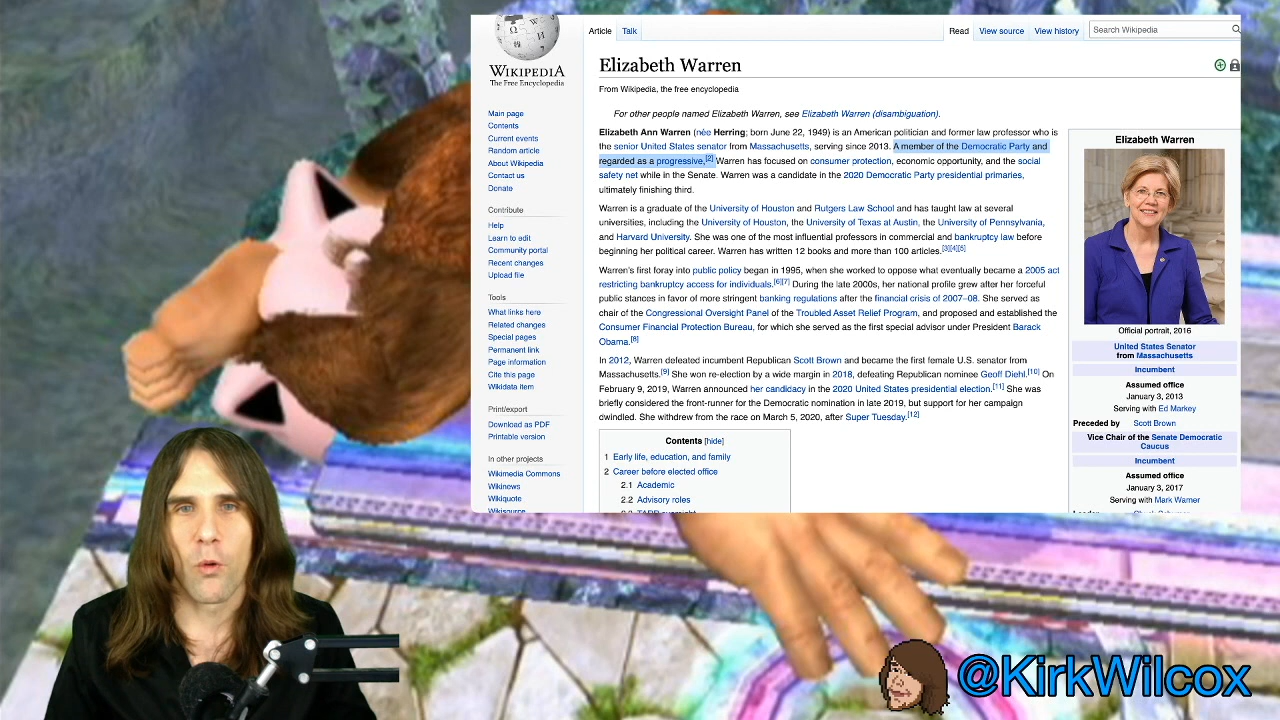 WIKIPEDIA
The Free Encyclopedia
Main page
Contents
Current events
Random article
About Wikipedia
Contact us
Donate
Contribute
Help
Learn to edit
Community portal
Recent changes
Upload file
Tools
What links here
Related changes
Special pages
Permanent link
Page information
Cite this page
Wikidata item
Print/export
Download as PDF
Printable version
In other projects
Wikimedia Commons
Wikinews
Wikiquote
Wikisource
Article Talk Read View source View history Search Wikipedia
Elizabeth Warren
From Wikipedia, the free encyclopedia
For other people named Elizabeth Warren, see Elizabeth Warren (disambiguation).
Elizabeth Ann Warren (née Herring; born June 22, 1949) is an American politician and former law professor who is
the senior United States senator from Massachusetts, serving since 2013. A member of the Democratic Party and
regarded as a progressive,[2] Warren has focused on consumer protection, economic opportunity, and the social
safety net while in the Senate. Warren was a candidate in the 2020 Democratic Party presidential primaries,
ultimately finishing third.
Warren is a graduate of the University of Houston and Rutgers Law School and has taught law at several
universities, including the University of Houston, the University of Texas at Austin, the University of Pennsylvania,
and Harvard University. She was one of the most influential professors in commercial and bankruptcy law before
beginning her political career. Warren has written 12 books and more than 100 articles.[3][4][5]
Warren's first foray into public policy began in 1995, when she worked to oppose what eventually became a 2005 act
restricting bankruptcy access for individuals.[6][7] During the late 2000s, her national profile grew after her forceful
public stances in favor of more stringent banking regulations after the financial crisis of 2007–08. She served as
chair of the Congressional Oversight Panel of the Troubled Asset Relief Program, and proposed and established the
Consumer Financial Protection Bureau, for which she served as the first special advisor under President Barack
Obama.[8]
In 2012, Warren defeated incumbent Republican Scott Brown and became the first female U.S. senator from
Massachusetts.[9] She won re-election by a wide margin in 2018, defeating Republican nominee Geoff Diehl.[10] On
February 9, 2019, Warren announced her candidacy in the 2020 United States presidential election.[11] She was
briefly considered the front-runner for the Democratic nomination in late 2019, but support for her campaign
dwindled. She withdrew from the race on March 5, 2020, after Super Tuesday.[12]
Contents [hide]
1 Early life, education, and family
2 Career before elected office
2.1 Academic
2.2 Advisory roles
Elizabeth Warren
Official portrait, 2016
United States Senator
from Massachusetts
Incumbent
Assumed office
January 3, 2013
Serving with Ed Markey
Preceded by Scott Brown
Vice Chair of the Senate Democratic
Caucus
Incumbent
Assumed office
January 3, 2017
Serving with Mark Warner
@KirkWilcox